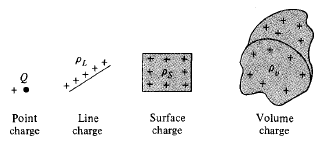 Q
ρL
ρS
ρv
Point charge
Line charge
Surface charge
Volume charge